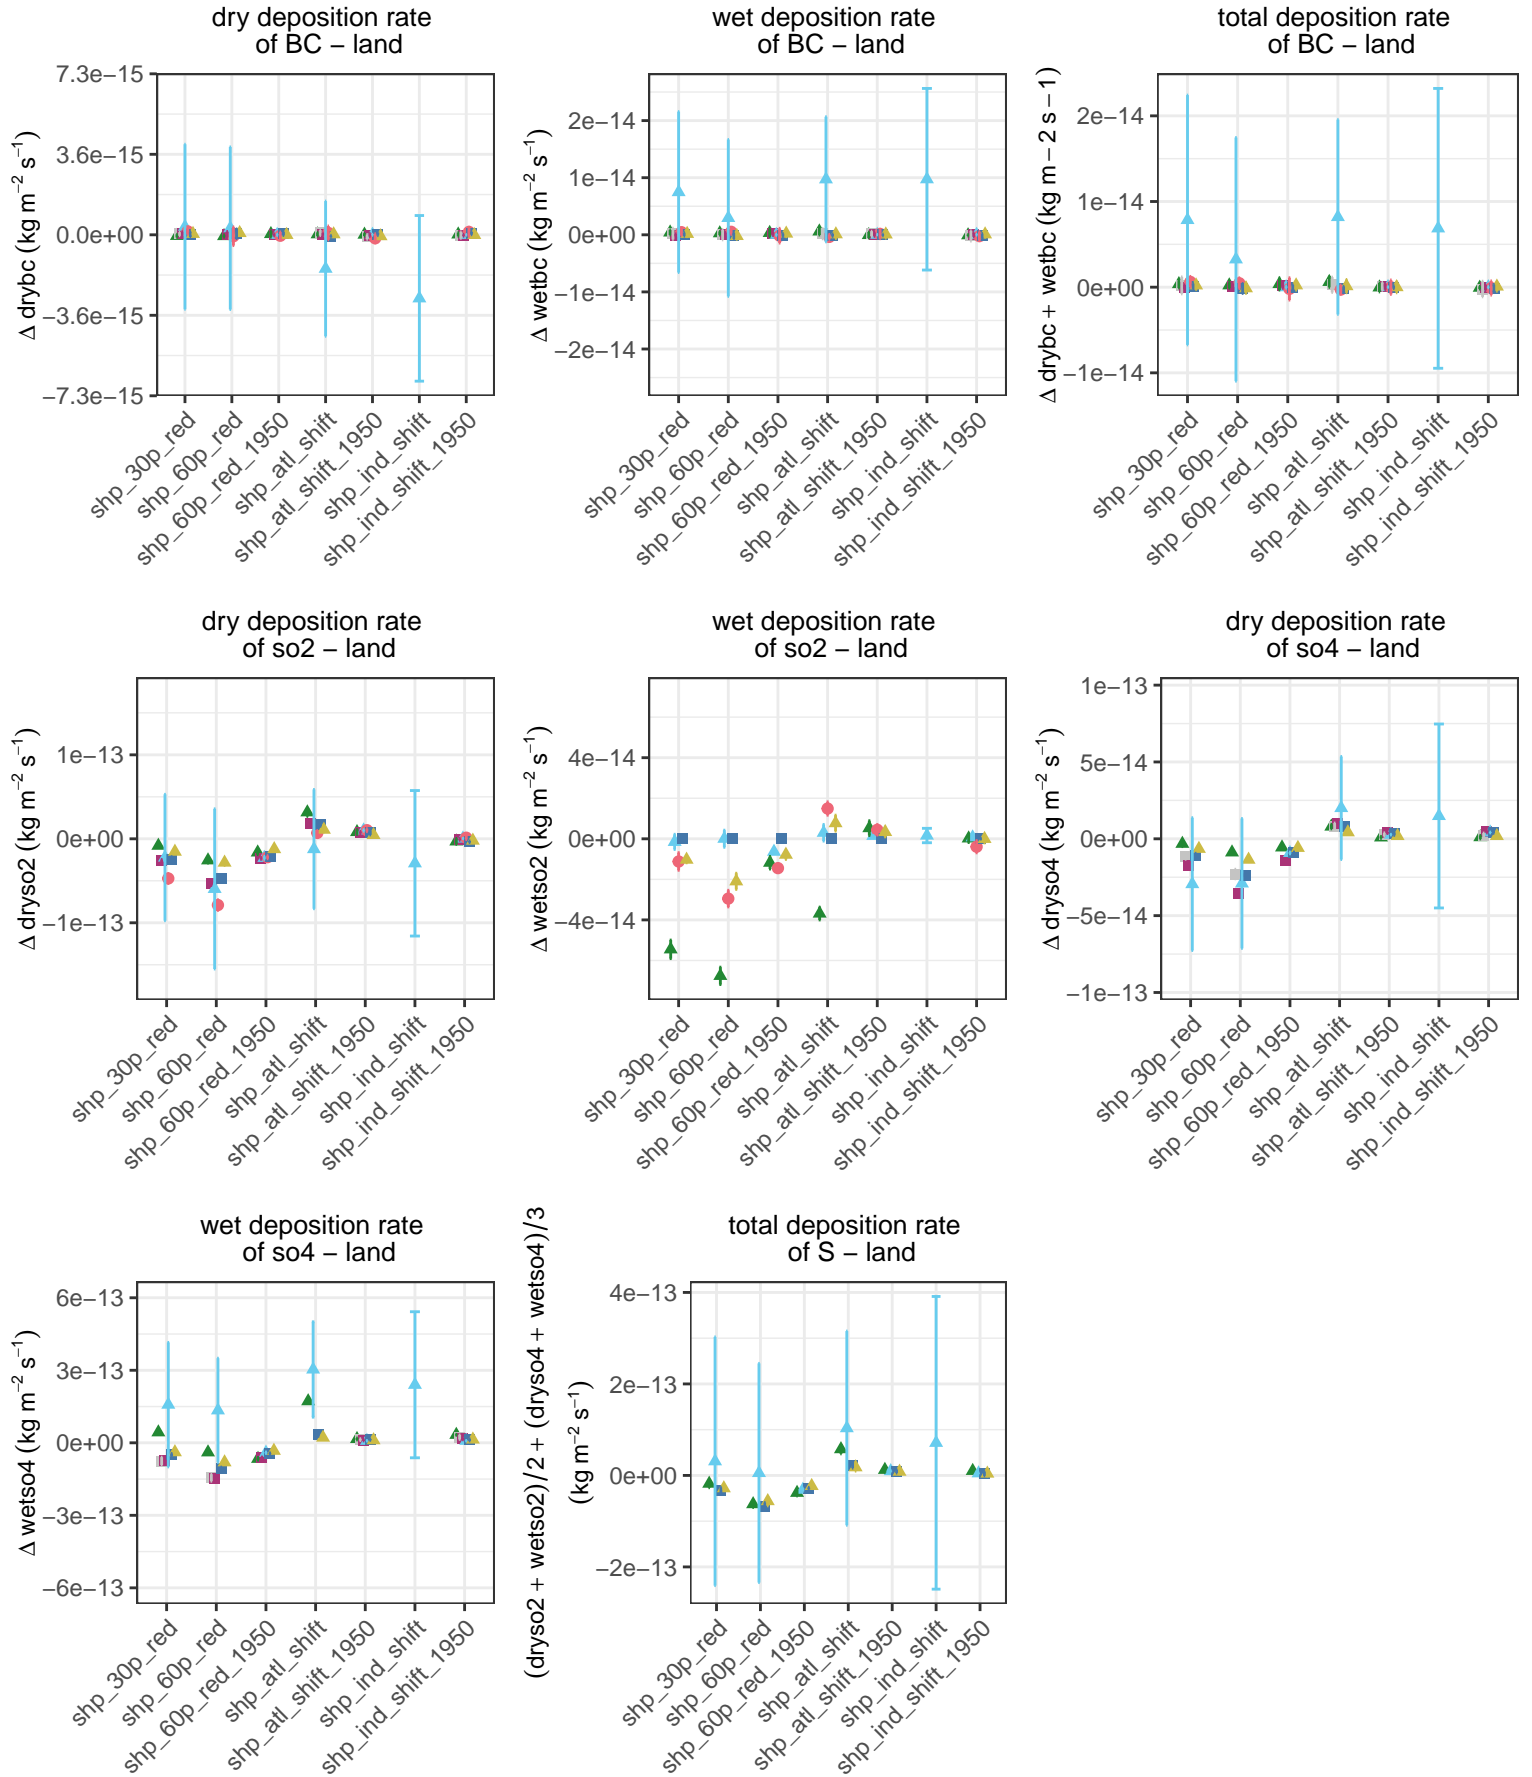 dry deposition rate
of BC − land
Δ drybc (kg m−2 s−1)
7.3e−15
3.6e−15
0.0e+00
−3.6e−15
−7.3e−15
shp_30p_red
shp_60p_red
shp_60p_red_1950
shp_atl_shift
shp_atl_shift_1950
shp_ind_shift
shp_ind_shift_1950
wet deposition rate
of BC − land
Δ wetbc (kg m−2 s−1)
2e−14
1e−14
0e+00
−1e−14
−2e−14
shp_30p_red
shp_60p_red
shp_60p_red_1950
shp_atl_shift
shp_atl_shift_1950
shp_ind_shift
shp_ind_shift_1950
total deposition rate
of BC − land
Δ drybc + wetbc (kg m − 2 s − 1)
2e−14
1e−14
0e+00
−1e−14
shp_30p_red
shp_60p_red
shp_60p_red_1950
shp_atl_shift
shp_atl_shift_1950
shp_ind_shift
shp_ind_shift_1950
dry deposition rate
of so2 − land
Δ dryso2 (kg m−2 s−1)
1e−13
0e+00
−1e−13
shp_30p_red
shp_60p_red
shp_60p_red_1950
shp_atl_shift
shp_atl_shift_1950
shp_ind_shift
shp_ind_shift_1950
wet deposition rate
of so2 − land
Δ wetso2 (kg m−2 s−1)
4e−14
0e+00
−4e−14
shp_30p_red
shp_60p_red
shp_60p_red_1950
shp_atl_shift
shp_atl_shift_1950
shp_ind_shift
shp_ind_shift_1950
dry deposition rate
of so4 − land
Δ dryso4 (kg m−2 s−1)
1e−13
5e−14
0e+00
−5e−14
−1e−13
shp_30p_red
shp_60p_red
shp_60p_red_1950
shp_atl_shift
shp_atl_shift_1950
shp_ind_shift
shp_ind_shift_1950
wet deposition rate
of so4 − land
Δ wetso4 (kg m−2 s−1)
6e−13
3e−13
0e+00
−3e−13
−6e−13
shp_30p_red
shp_60p_red
shp_60p_red_1950
shp_atl_shift
shp_atl_shift_1950
shp_ind_shift
shp_ind_shift_1950
total deposition rate
of S − land
(dryso2 + wetso2)/2 + (dryso4 + wetso4)/3
(kg m−2 s−1)
4e−13
2e−13
0e+00
−2e−13
shp_30p_red
shp_60p_red
shp_60p_red_1950
shp_atl_shift
shp_atl_shift_1950
shp_ind_shift
shp_ind_shift_1950